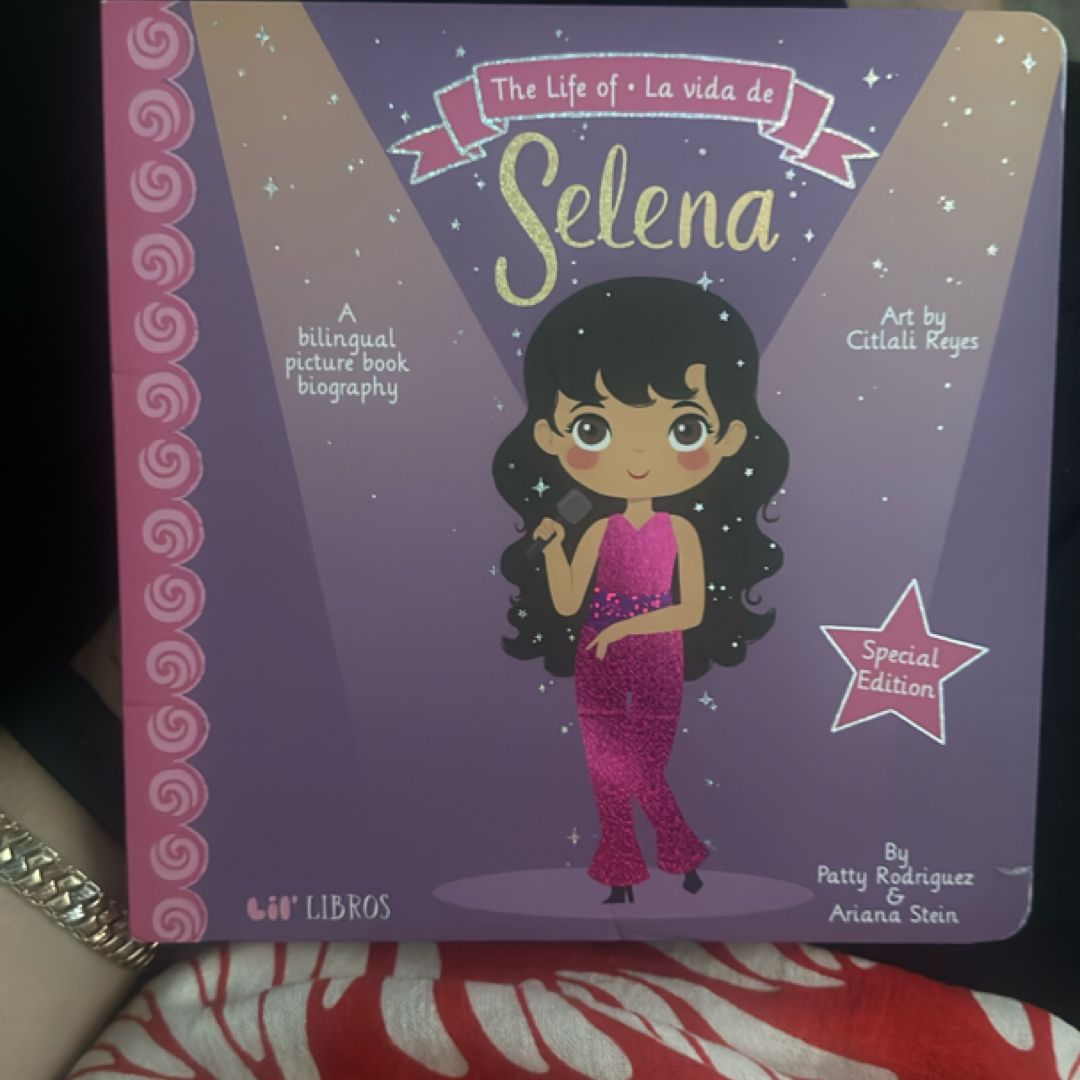 The Life of • La vida de
Selena
A
bilingual
picture book
biography
Art by
Citlali Reyes
Special
Edition
By
Patty Rodriguez
&
Ariana Stein
Lil' LIBROS